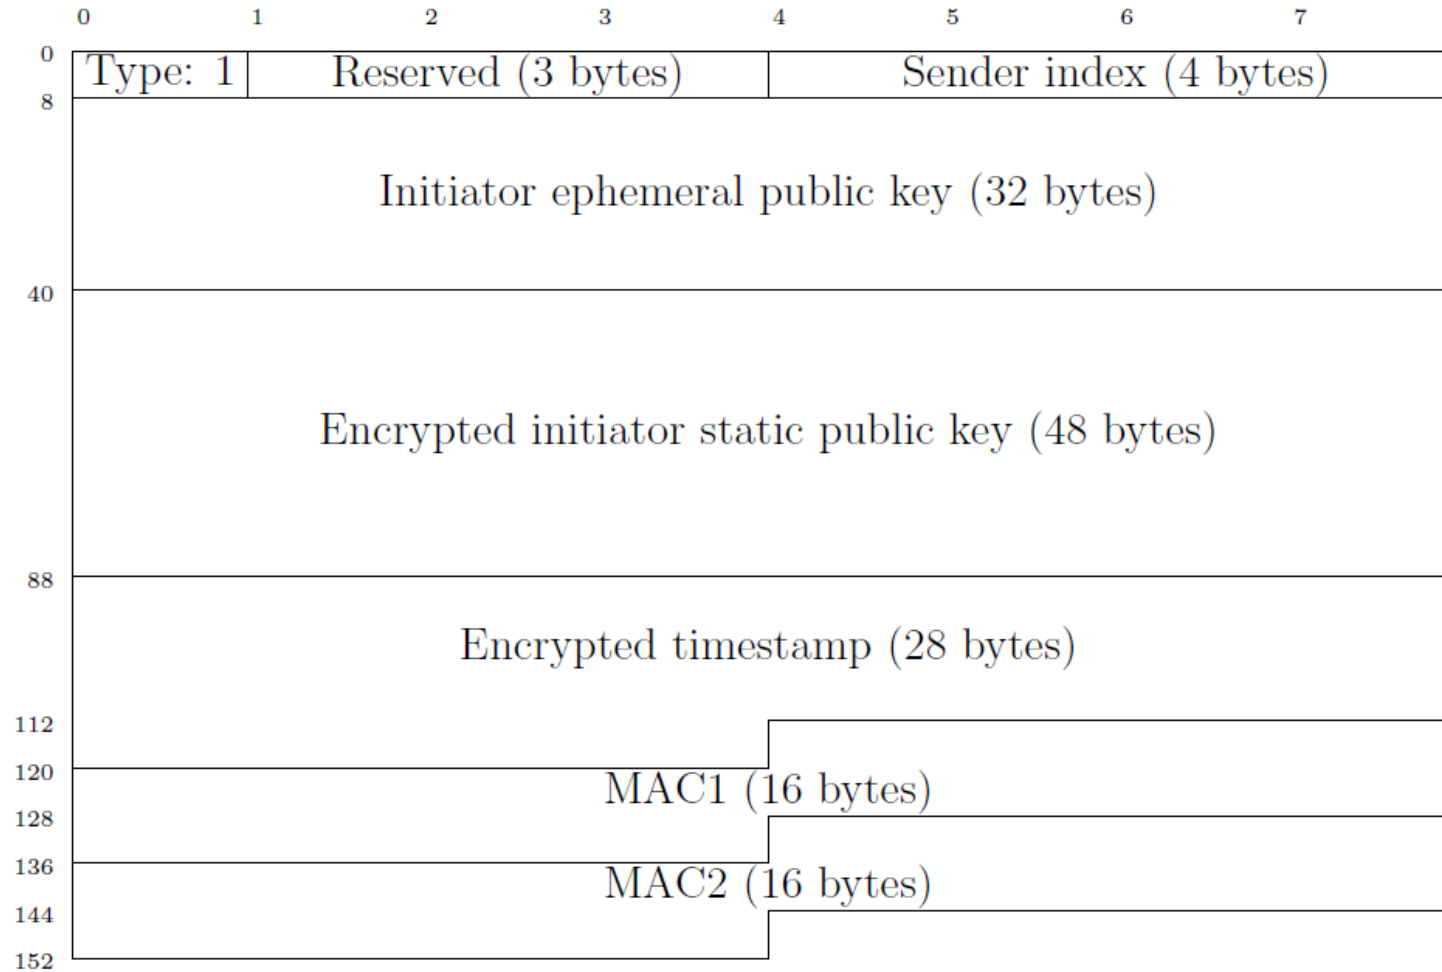 0 1 2 3 4 5 6 7
0 Type: 1 Reserved (3 bytes) Sender index (4 bytes)
8
Initiator ephemeral public key (32 bytes)
40
Encrypted initiator static public key (48 bytes)
88
Encrypted timestamp (28 bytes)
112
120
MAC1 (16 bytes)
128
136
MAC2 (16 bytes)
144
152